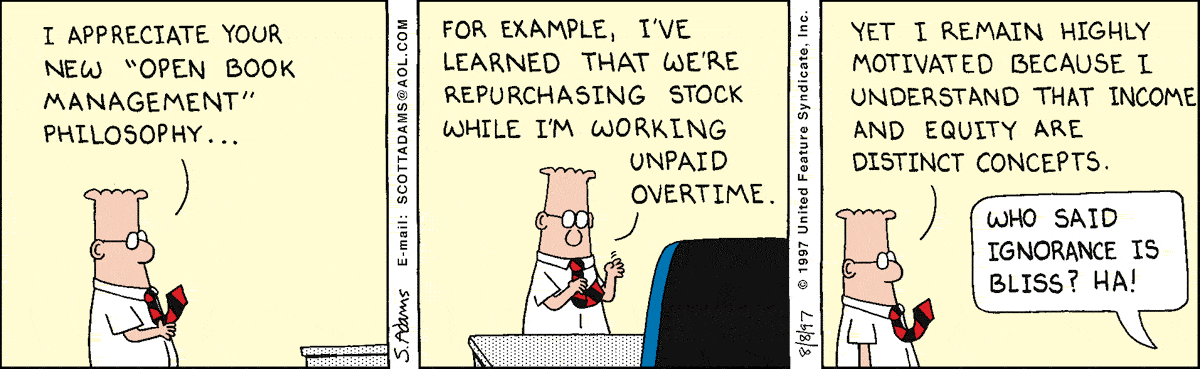 I APPRECIATE YOUR
NEW "OPEN BOOK
MANAGEMENT"
PHILOSOPHY...
S. Adams
E-mail: SCOTTADAMS@AOL.COM
FOR EXAMPLE, I'VE
LEARNED THAT WE'RE
REPURCHASING STOCK
WHILE I'M WORKING
UNPAID
OVERTIME.
8/8/97
© 1997 United Feature Syndicate, Inc.
YET I REMAIN HIGHLY
MOTIVATED BECAUSE I
UNDERSTAND THAT INCOME
AND EQUITY ARE
DISTINCT CONCEPTS.
WHO SAID
IGNORANCE IS
BLISS? HA!